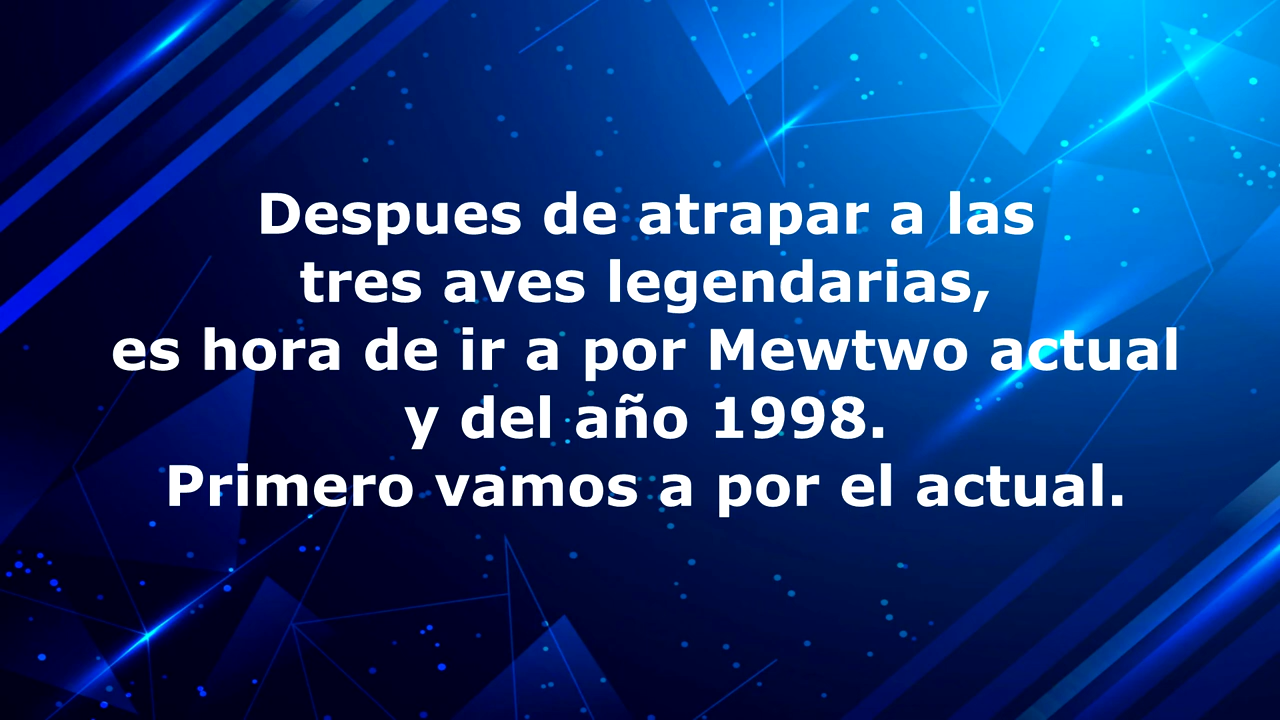 Despues de atrapar a las
tres aves legendarias,
es hora de ir a por Mewtwo actual
y del año 1998.
Primero vamos a por el actual.